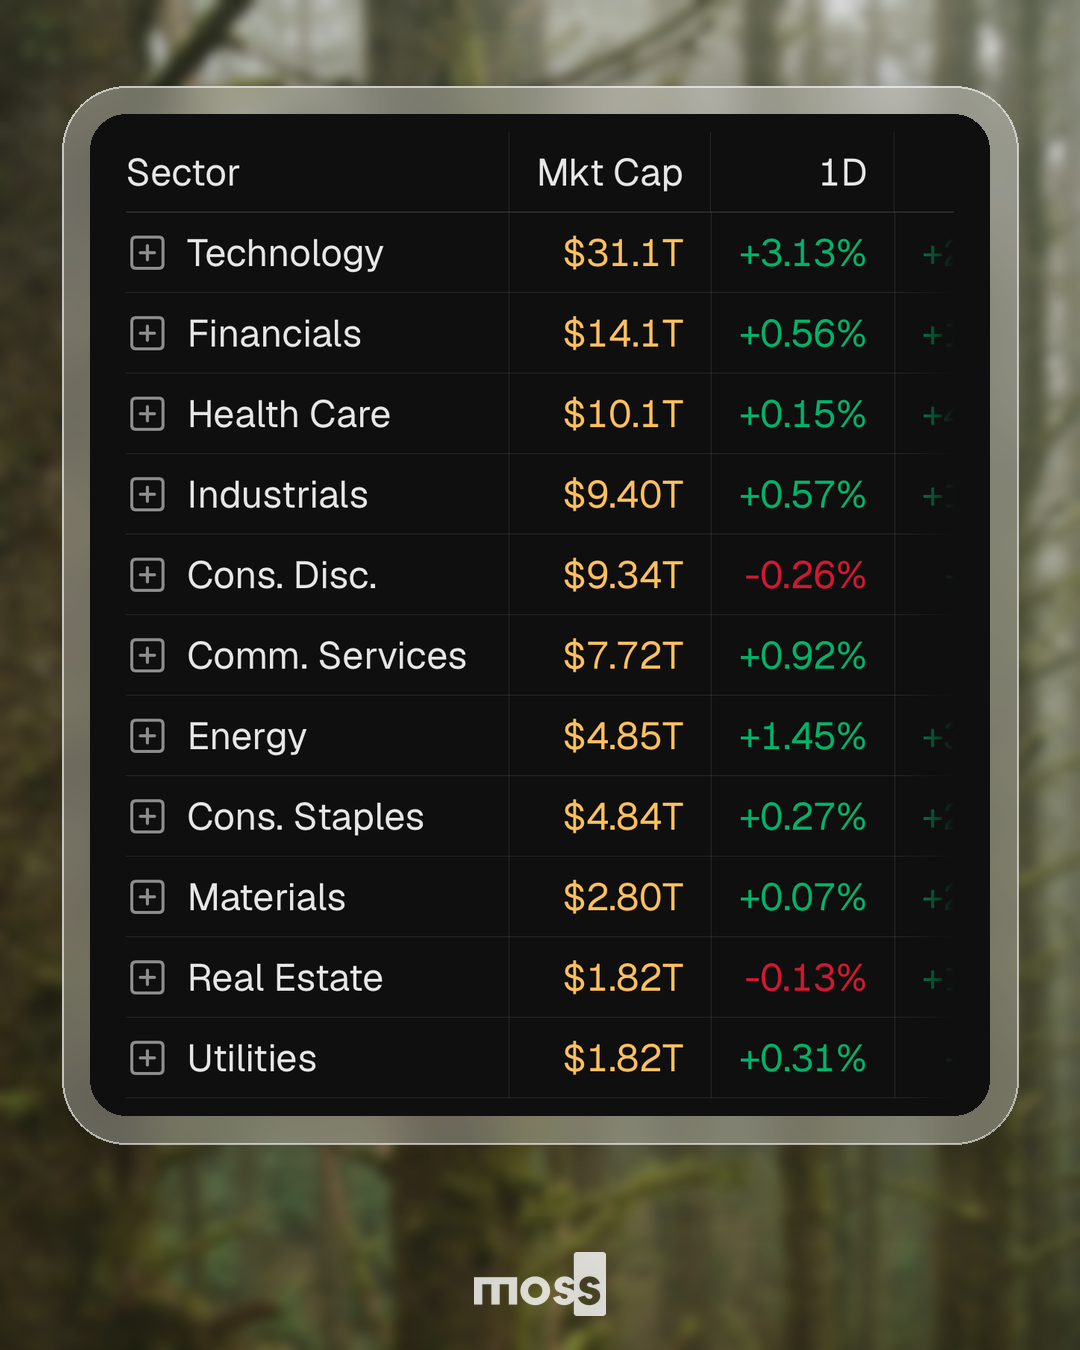 Sector Mkt Cap 1D
Technology $31.1T +3.13%
Financials $14.1T +0.56%
Health Care $10.1T +0.15%
Industrials $9.40T +0.57%
Cons. Disc. $9.34T -0.26%
Comm. Services $7.72T +0.92%
Energy $4.85T +1.45%
Cons. Staples $4.84T +0.27%
Materials $2.80T +0.07%
Real Estate $1.82T -0.13%
Utilities $1.82T +0.31%
moss